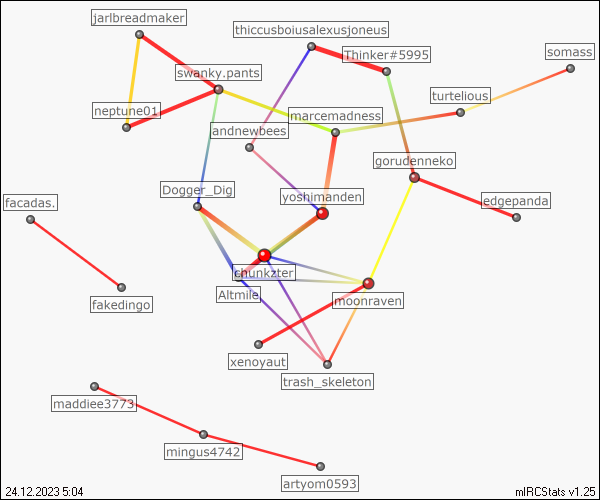 jarlbreadmaker
thiccusboiusalexusjoneus
Thinker#5995
somass
swanky.pants
turtelious
neptune01
marcemadness
andnewbees
gorudenneko
Dogger_Dig
yoshimanden
edgepanda
facadas.
chunkzter
Altmile
fakedingo
moonraven
xenoyaut
trash_skeleton
maddiee3773
mingus4742
artyom0593
24.12.2023 5:04
mIRCStats v1.25